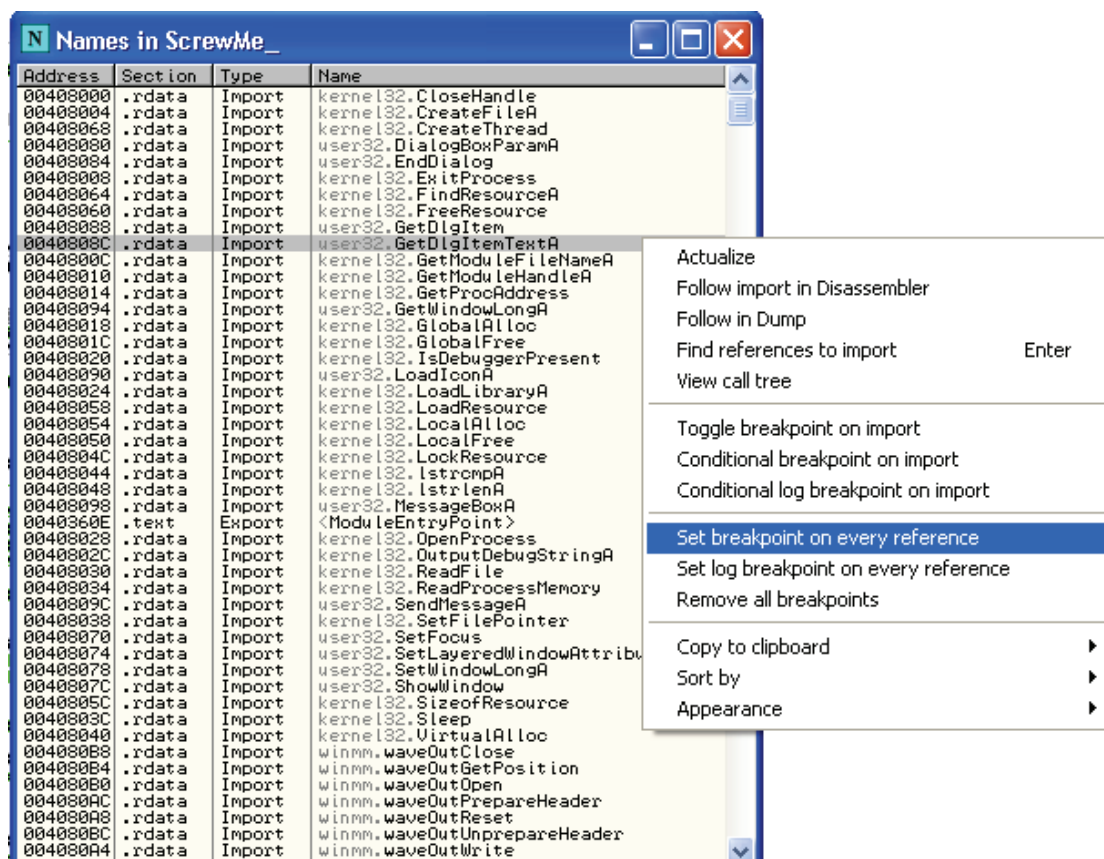 N Names in ScrewMe_
Address Section Type Name
00408000 .rdata Import kernel32.CloseHandle
00408004 .rdata Import kernel32.CreateFileA
00408068 .rdata Import kernel32.CreateThread
00408080 .rdata Import user32.DialogBoxParamA
00408084 .rdata Import user32.EndDialog
00408008 .rdata Import kernel32.ExitProcess
00408064 .rdata Import kernel32.FindResourceA
00408060 .rdata Import kernel32.FreeResource
00408088 .rdata Import user32.GetDlgItem
0040808C .rdata Import user32.GetDlgItemTextA
0040800C .rdata Import kernel32.GetModuleFileNameA
00408010 .rdata Import kernel32.GetModuleHandleA
00408014 .rdata Import kernel32.GetProcAddress
00408094 .rdata Import user32.GetWindowLongA
00408018 .rdata Import kernel32.GlobalAlloc
0040801C .rdata Import kernel32.GlobalFree
00408020 .rdata Import kernel32.IsDebuggerPresent
00408090 .rdata Import user32.LoadIconA
00408024 .rdata Import kernel32.LoadLibraryA
00408058 .rdata Import kernel32.LoadResource
00408054 .rdata Import kernel32.LocalAlloc
00408050 .rdata Import kernel32.LocalFree
0040804C .rdata Import kernel32.LockResource
00408044 .rdata Import kernel32.lstrcmpA
00408048 .rdata Import kernel32.lstrlenA
00408098 .rdata Import user32.MessageBoxA
0040360E .text Export <ModuleEntryPoint>
00408028 .rdata Import kernel32.OpenProcess
0040802C .rdata Import kernel32.OutputDebugStringA
00408030 .rdata Import kernel32.ReadFile
00408034 .rdata Import kernel32.ReadProcessMemory
0040809C .rdata Import user32.SendMessageA
00408038 .rdata Import kernel32.SetFilePointer
00408070 .rdata Import user32.SetFocus
00408074 .rdata Import user32.SetLayeredWindowAttribu
00408078 .rdata Import user32.SetWindowLongA
0040807C .rdata Import user32.ShowWindow
0040805C .rdata Import kernel32.SizeofResource
0040803C .rdata Import kernel32.Sleep
00408040 .rdata Import kernel32.VirtualAlloc
004080B8 .rdata Import winmm.waveOutClose
004080B4 .rdata Import winmm.waveOutGetPosition
004080B0 .rdata Import winmm.waveOutOpen
004080AC .rdata Import winmm.waveOutPrepareHeader
004080A8 .rdata Import winmm.waveOutReset
004080BC .rdata Import winmm.waveOutUnprepareHeader
004080A4 .rdata Import winmm.waveOutWrite
Actualize
Follow import in Disassembler
Follow in Dump
Find references to import Enter
View call tree
Toggle breakpoint on import
Conditional breakpoint on import
Conditional log breakpoint on import
Set breakpoint on every reference
Set log breakpoint on every reference
Remove all breakpoints
Copy to clipboard
Sort by
Appearance